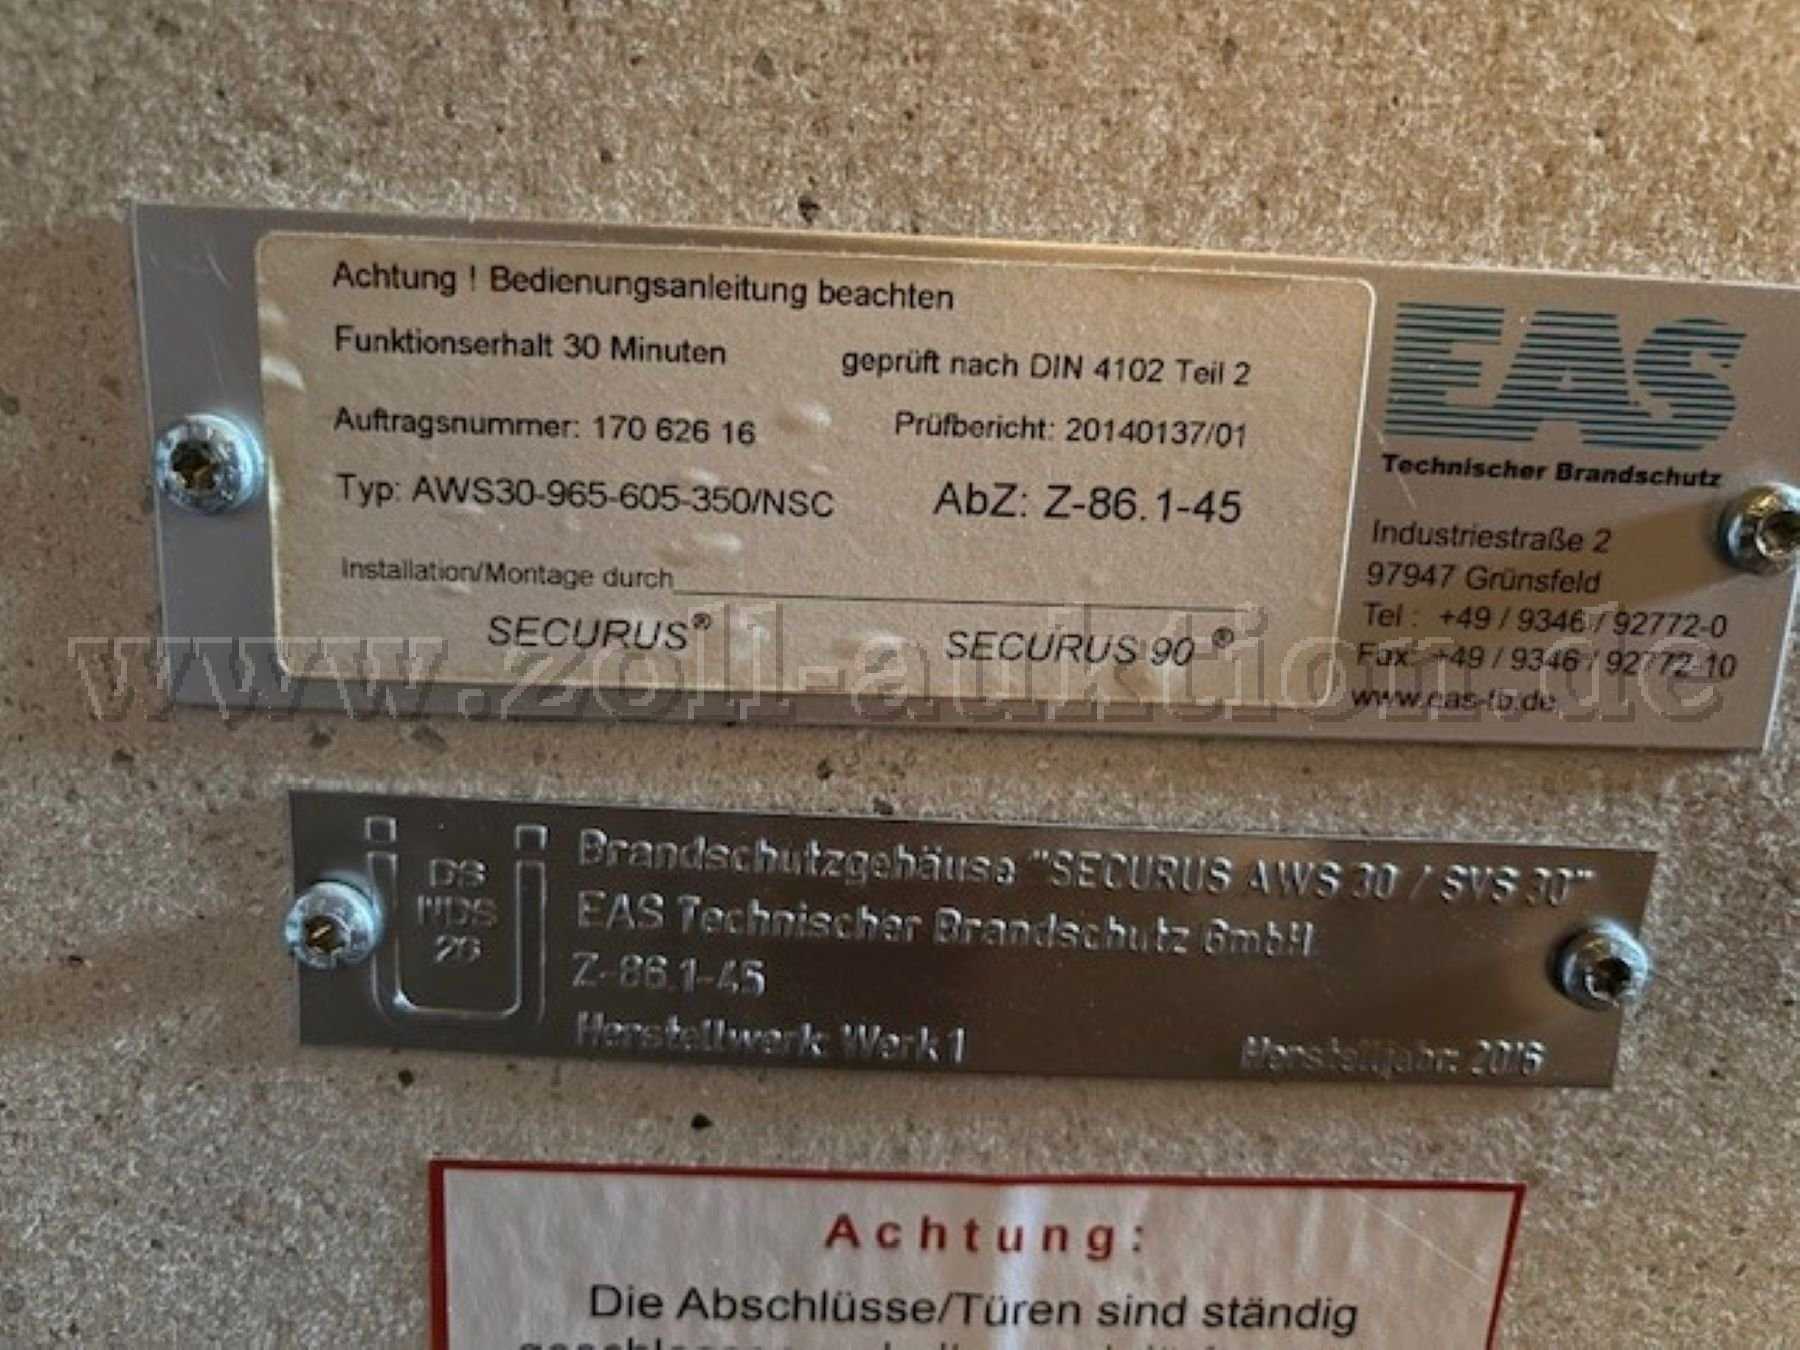 Achtung ! Bedienungsanleitung beachten
Funktionserhalt 30 Minuten geprüft nach DIN 4102 Teil 2
Auftragsnummer: 170 626 16 Prüfbericht: 20140137/01
Typ: AWS30-965-605-350/NSC AbZ: Z-86.1-45
Installation/Montage durch
SECURUS® SECURUS 90 ®
EAS
Technischer Brandschutz
Industriestraße 2
97947 Grünsfeld
Tel : +49 / 9346 / 92772-0
Fax: +49 / 9346 / 92772-10
www.eas-tb.de
www.zoll-auktion.de
Brandschutzgehäuse "SECURUS AWS 30 / SVS 30"
EAS Technischer Brandschutz GmbH
Z-86.1-45
Herstellwerk Werk 1 Herstelljahr: 2016
Achtung:
Die Abschlüsse/Türen sind ständig